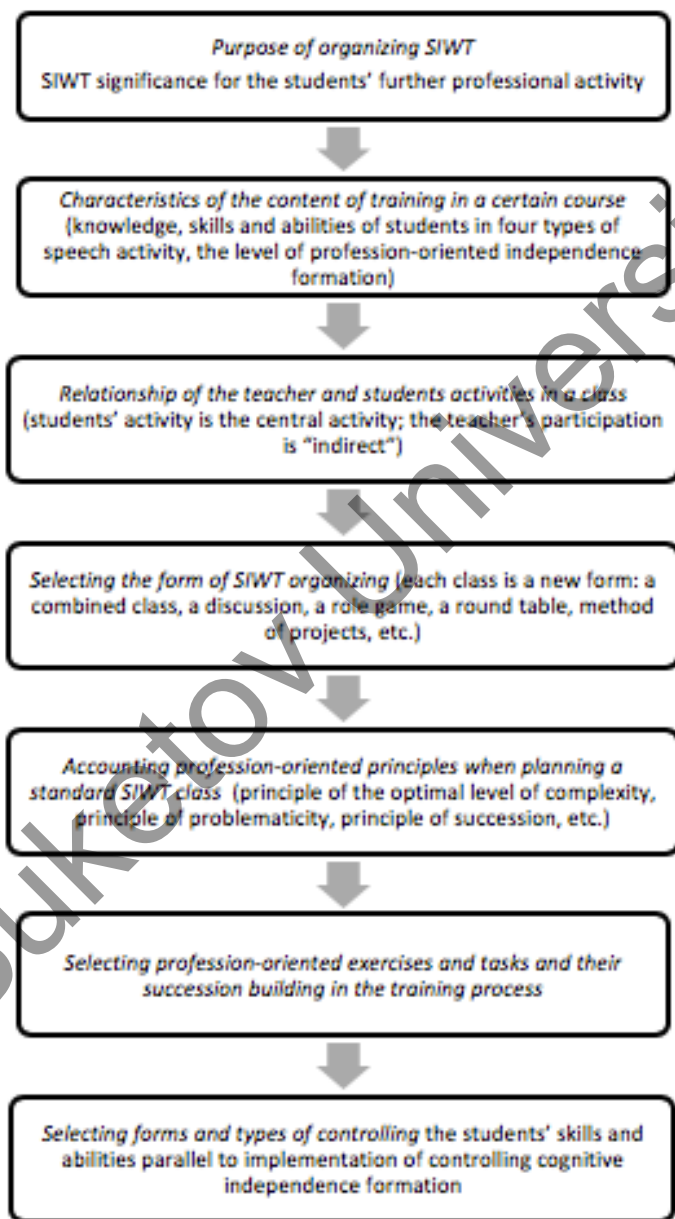 Purpose of organizing SIWT
SIWT significance for the students' further professional activity
Characteristics of the content of training in a certain course
(knowledge, skills and abilities of students in four types of
speech activity, the level of profession-oriented independence
formation)
Relationship of the teacher and students activities in a class
(students' activity is the central activity; the teacher's participation
is "indirect")
Selecting the form of SIWT organizing (each class is a new form: a
combined class, a discussion, a role game, a round table, method
of projects, etc.)
Accounting profession-oriented principles when planning a
standard SIWT class (principle of the optimal level of complexity,
principle of problematicity, principle of succession, etc.)
Selecting profession-oriented exercises and tasks and their
succession building in the training process
Selecting forms and types of controlling the students' skills and
abilities parallel to implementation of controlling cognitive
independence formation